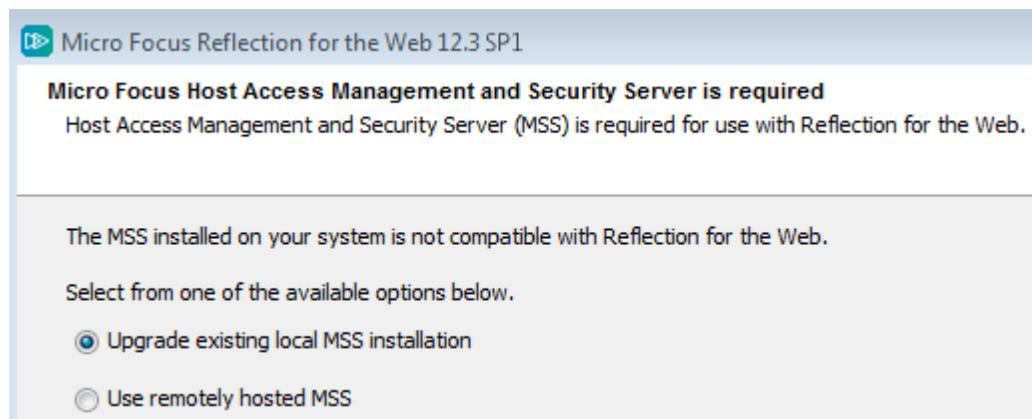 Micro Focus Reflection for the Web 12.3 SP1
Micro Focus Host Access Management and Security Server is required
Host Access Management and Security Server (MSS) is required for use with Reflection for the Web.
The MSS installed on your system is not compatible with Reflection for the Web.
Select from one of the available options below.
Upgrade existing local MSS installation
Use remotely hosted MSS